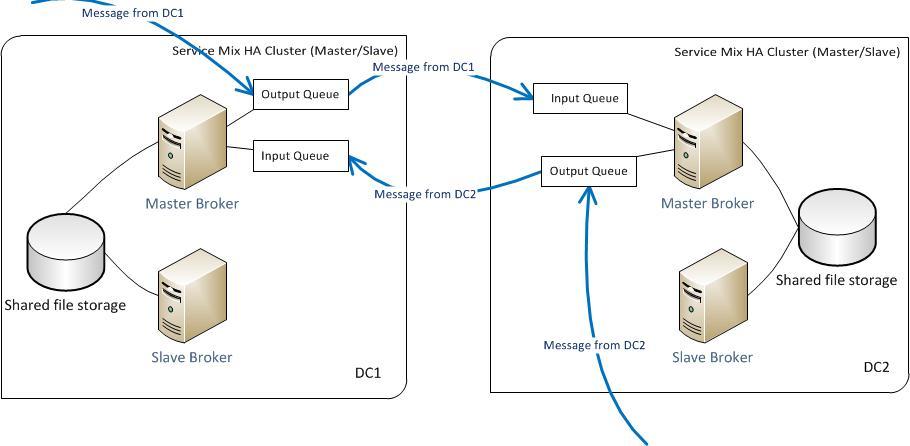 Message from DC1
Service Mix HA Cluster (Master/Slave)
Output Queue
Input Queue
Master Broker
Shared file storage
Slave Broker
DC1
Message from DC1
Message from DC2
Service Mix HA Cluster (Master/Slave)
Input Queue
Output Queue
Master Broker
Shared file storage
Message from DC2
Slave Broker
DC2